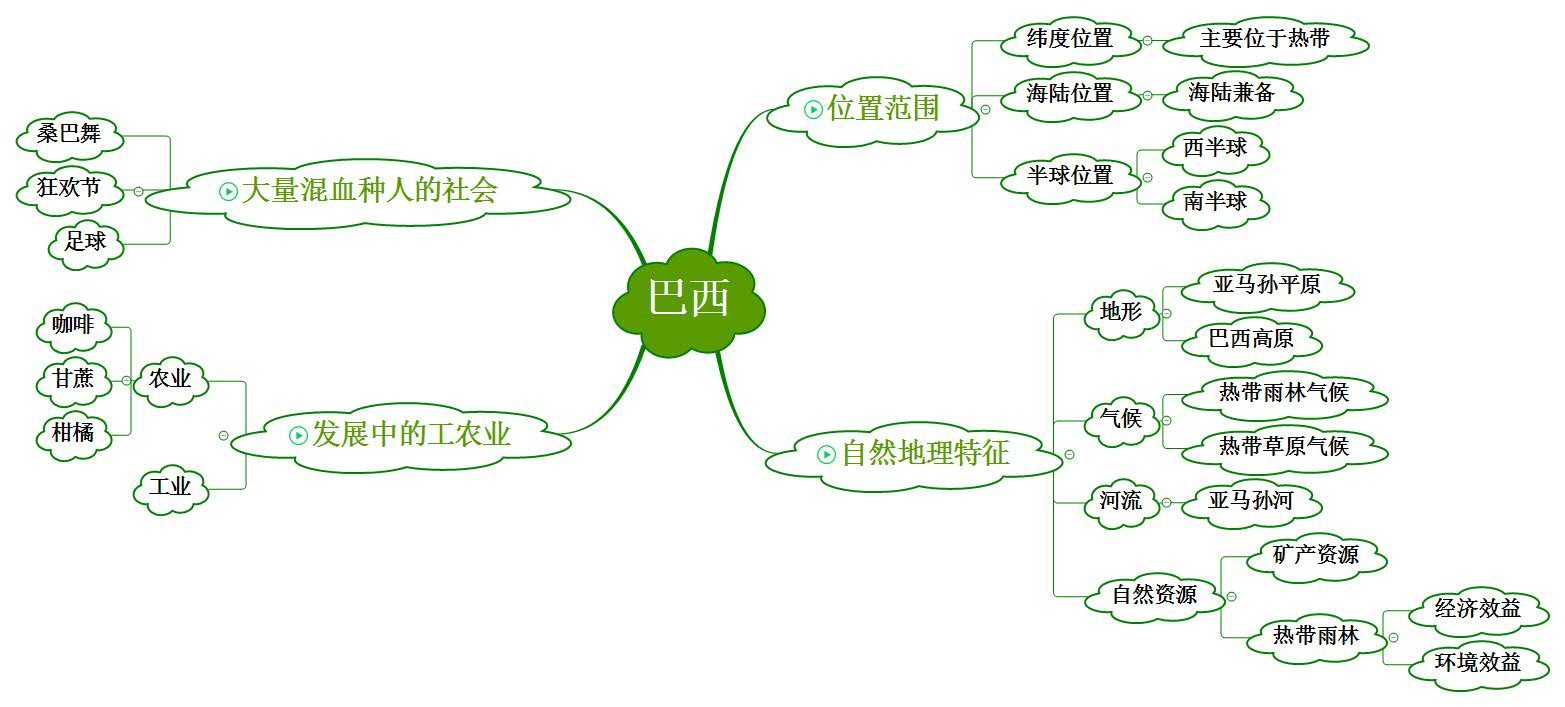 巴西
位置范围
纬度位置
主要位于热带
海陆位置
海陆兼备
半球位置
西半球
南半球
自然地理特征
地形
亚马孙平原
巴西高原
气候
热带雨林气候
热带草原气候
河流
亚马孙河
自然资源
矿产资源
热带雨林
经济效益
环境效益
大量混血种人的社会
桑巴舞
狂欢节
足球
发展中的工农业
农业
咖啡
甘蔗
柑橘
工业